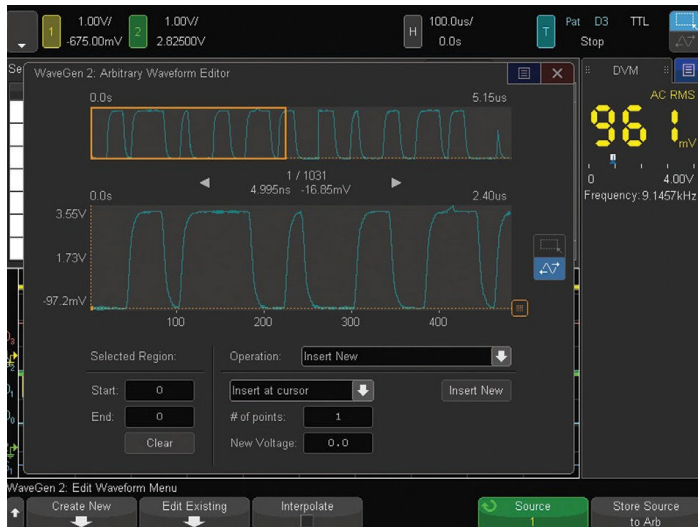 1 1.00V/ 2 1.00V/ H 100.0us/ T Pat D3 TTL
-675.00mV 2.82500V 0.0s Stop
Se WaveGen 2: Arbitrary Waveform Editor DVM
0.0s 5.15us AC RMS
961 mV
1 / 1031
4.995ns -16.85mV 0 4.00V
0.0s 2.40us Frequency: 9.1457kHz
3.55V
1.73V
-97.2mV
100 200 300 400
Selected Region: Operation: Insert New
Start: 0 Insert at cursor Insert New
End: 0 # of points: 1
Clear New Voltage: 0.0
WaveGen 2: Edit Waveform Menu
Create New Edit Existing Interpolate Source Store Source
1 to Arb